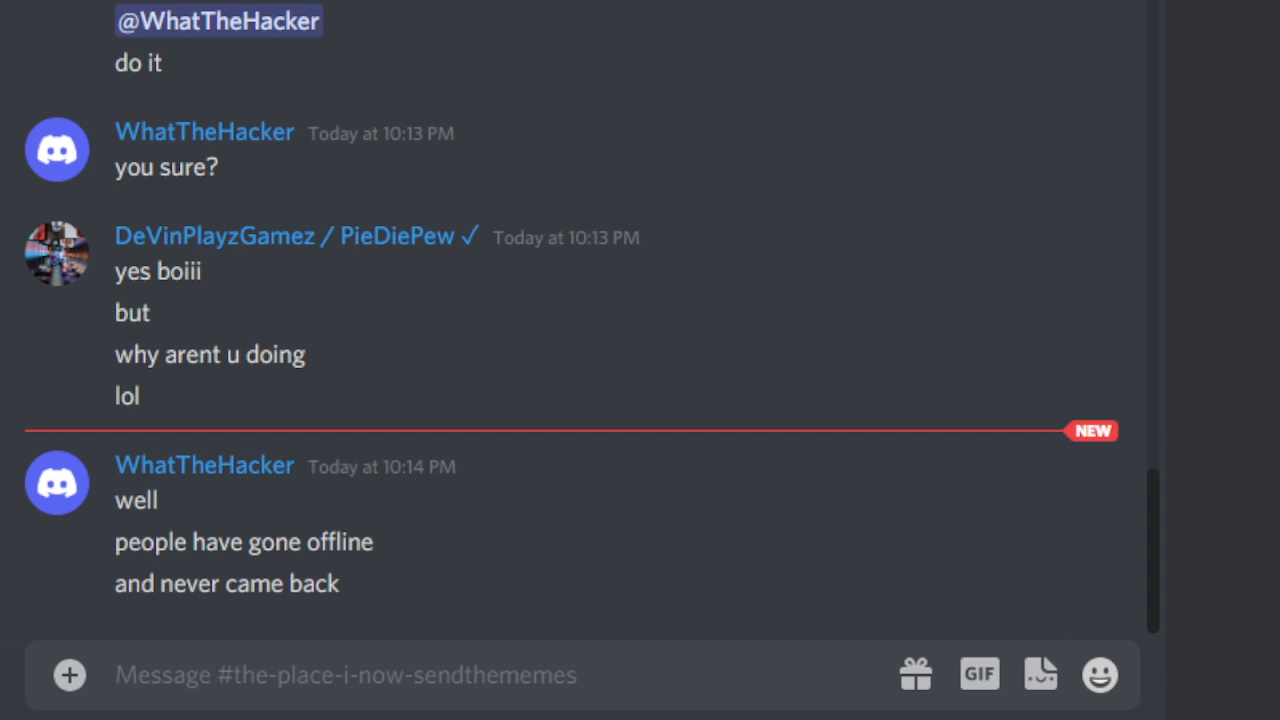 @WhatTheHacker
do it
WhatTheHacker Today at 10:13 PM
you sure?
DeVinPlayzGamez / PieDiePew ✓ Today at 10:13 PM
yes boiii
but
why arent u doing
lol
NEW
WhatTheHacker Today at 10:14 PM
well
people have gone offline
and never came back
Message #the-place-i-now-sendthememes
GIF